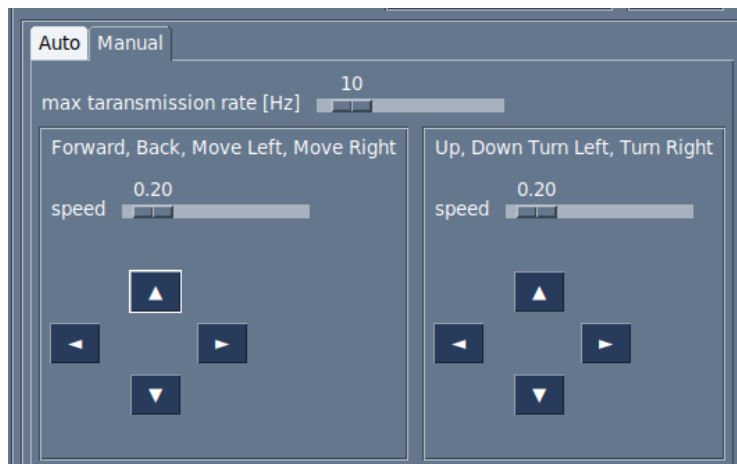 Auto Manual
10
max taransmission rate [Hz]
Forward, Back, Move Left, Move Right
0.20
speed
Up, Down Turn Left, Turn Right
0.20
speed